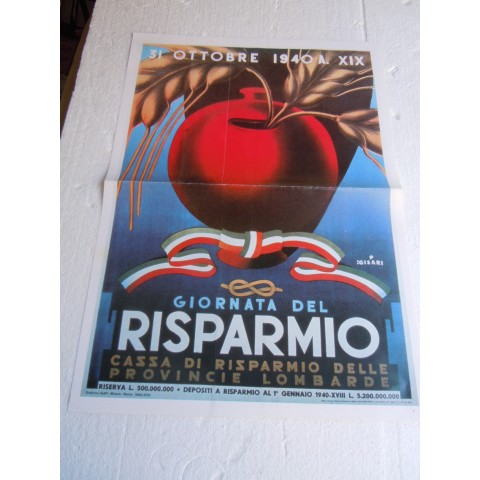 31 OTTOBRE 1940 A. XIX
P
IGISARI
GIORNATA DEL
RISPARMIO
CASSA DI RISPARMIO DELLE
PROVINCIE LOMBARDE
RISERVA L. 500.000.000 • DEPOSITI A RISPARMIO AL 1° GENNAIO 1940-XVIII L. 5.200.000.000